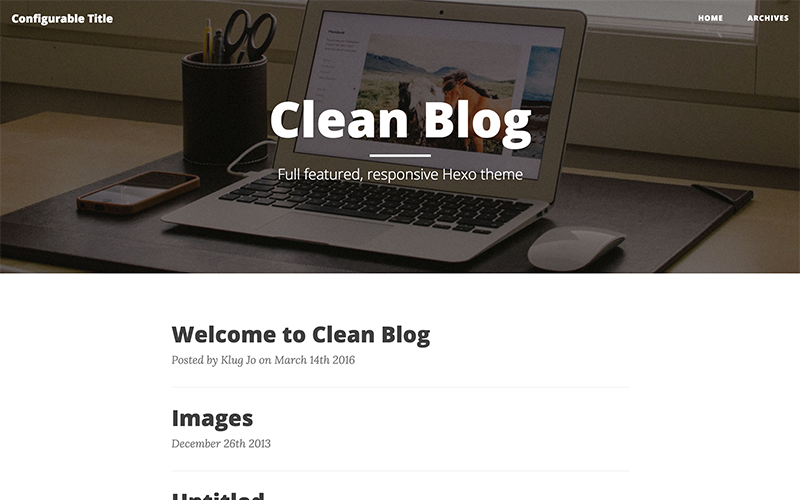 Configurable Title
HOME
ARCHIVES
Clean Blog
Full featured, responsive Hexo theme
Welcome to Clean Blog
Posted by Klug Jo on March 14th 2016
Images
December 26th 2013
Untitled